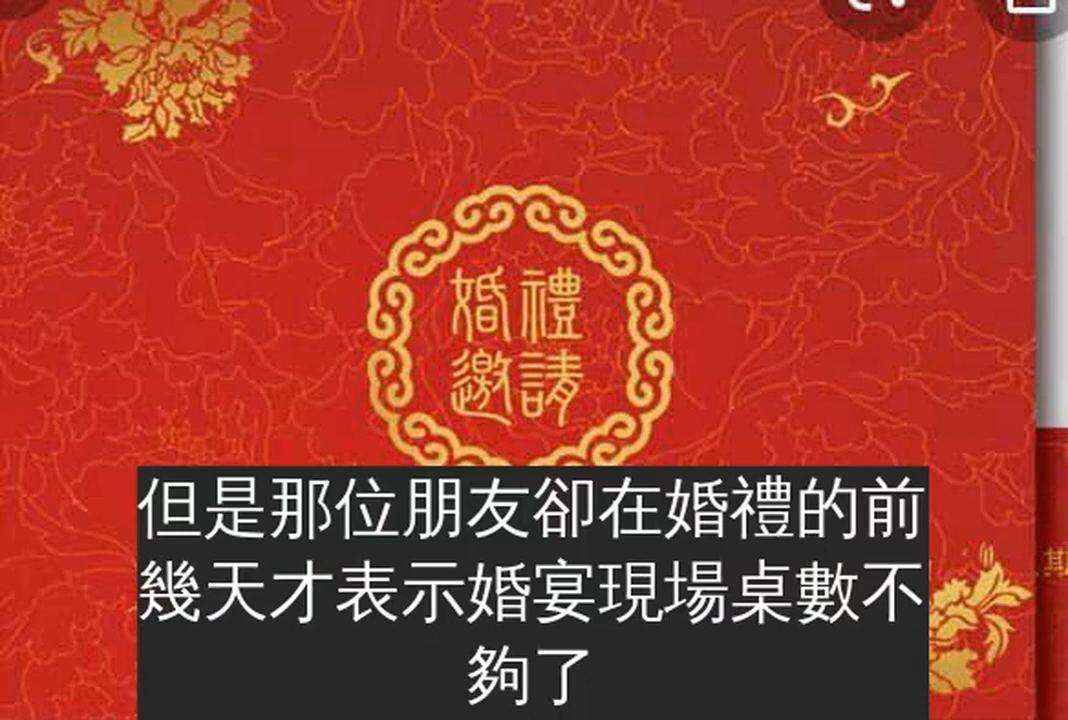 婚禮
邀請
但是那位朋友卻在婚禮的前
幾天才表示婚宴現場桌數不
夠了